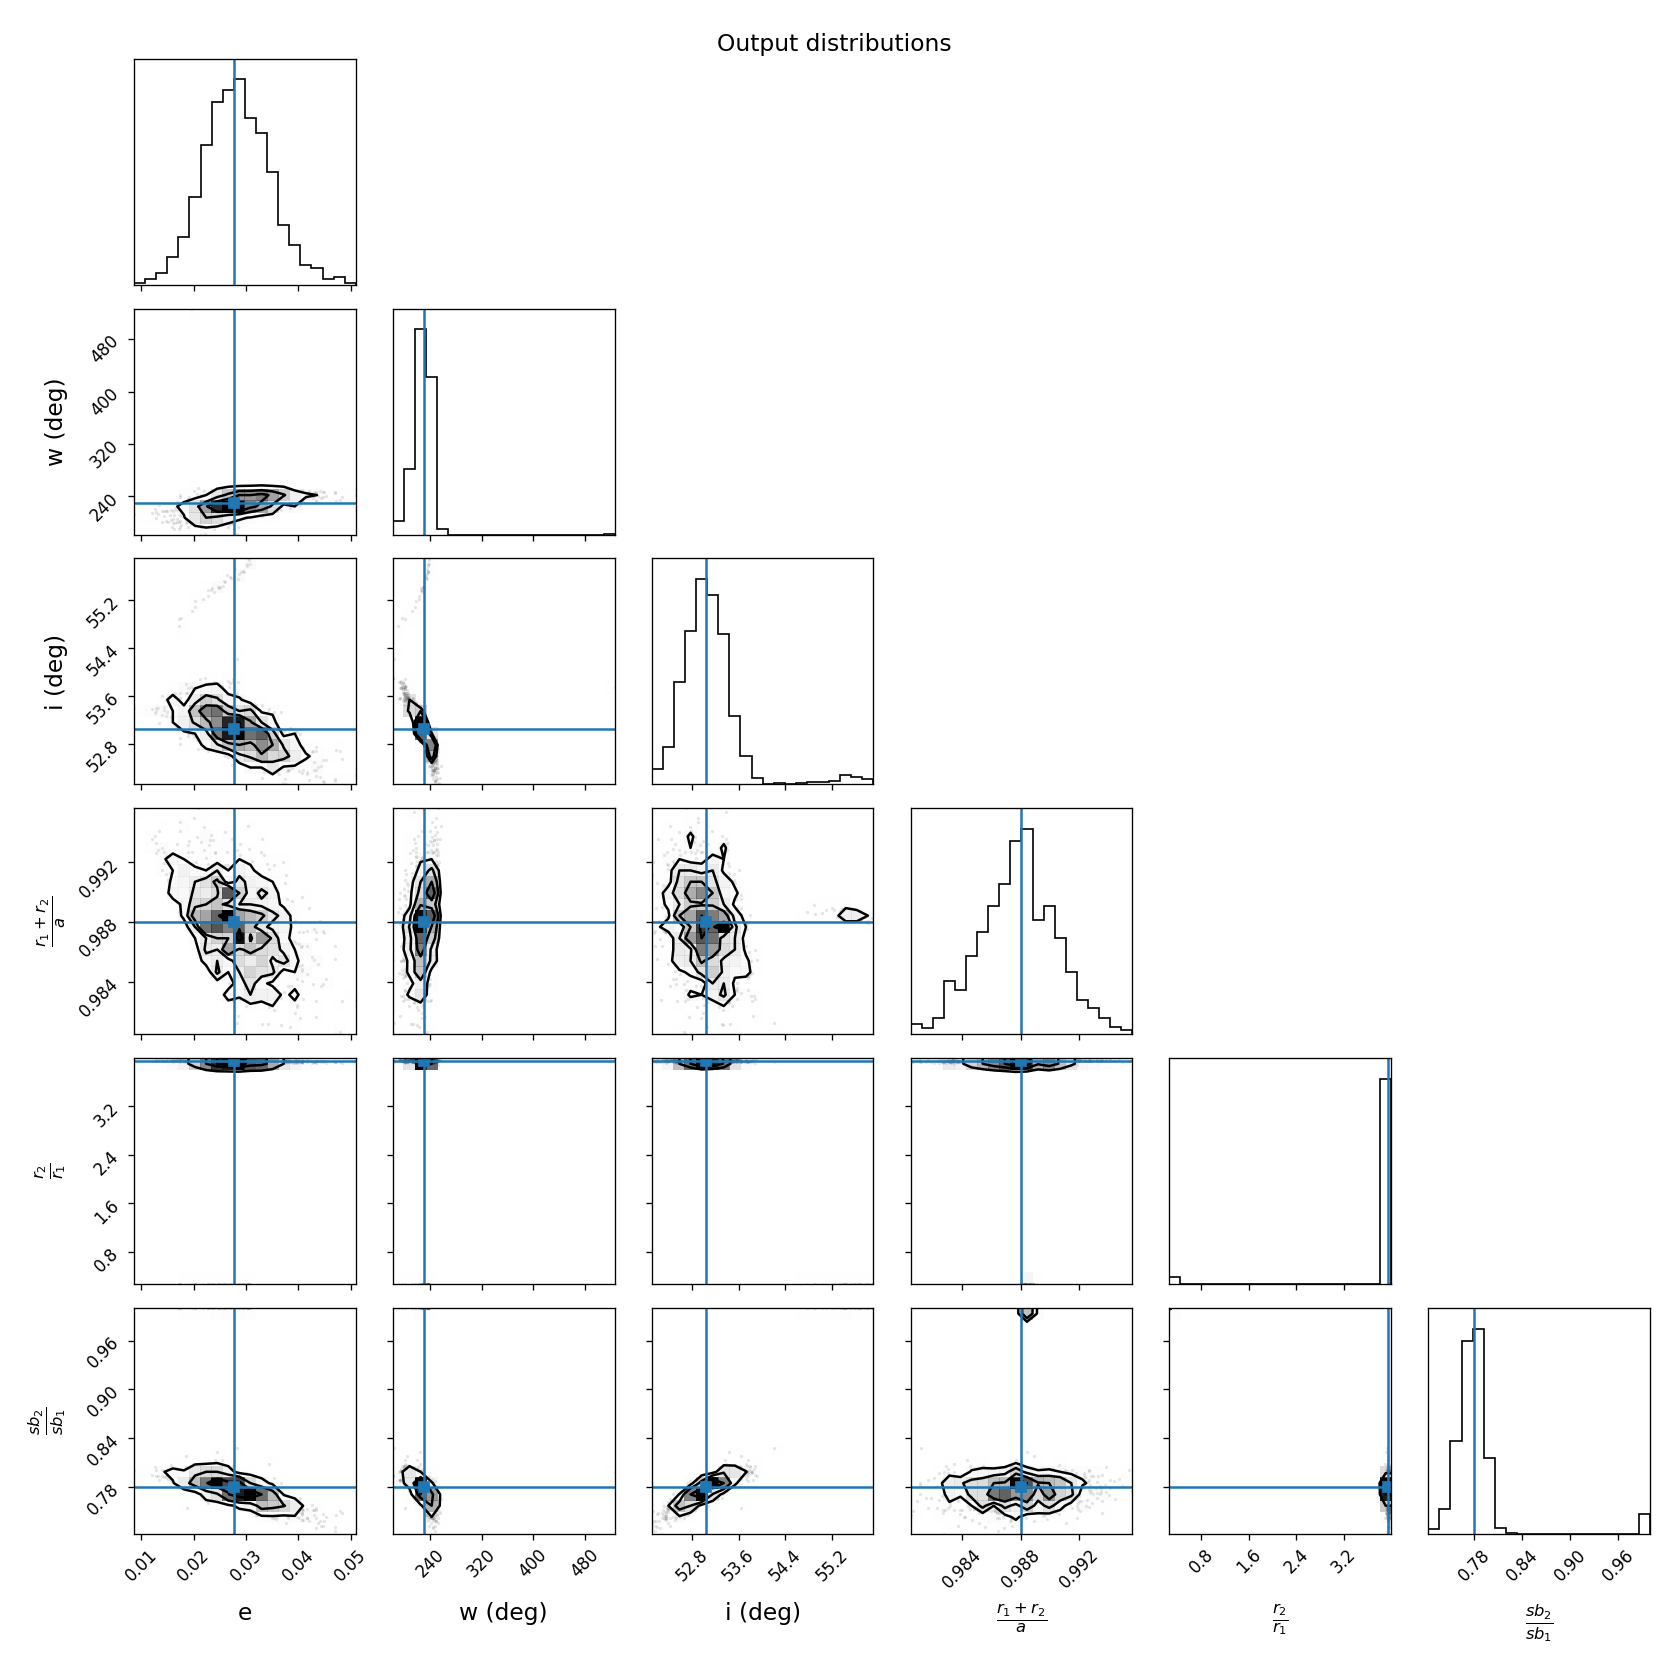 Output distributions
480
400
320
240
w (deg)
55.2
54.4
53.6
52.8
i (deg)
0.992
0.988
0.984
r₁ + r₂
a
3.2
2.4
1.6
0.8
r₂
r₁
0.96
0.90
0.84
0.78
sb₂
sb₁
0.01 0.02 0.03 0.04 0.05 240 320 400 480 52.8 53.6 54.4 55.2 0.984 0.988 0.992 0.8 1.6 2.4 3.2 0.78 0.84 0.90 0.96
e w (deg) i (deg) r₁ + r₂ r₂ sb₂
a r₁ sb₁